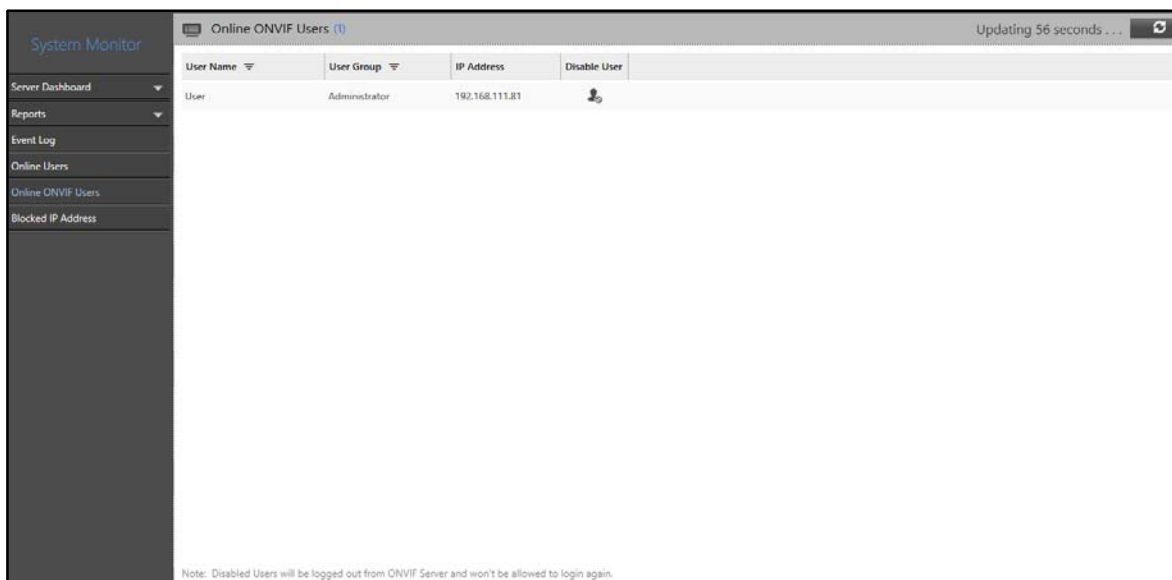 System Monitor
Server Dashboard
Reports
Event Log
Online Users
Online ONVIF Users
Blocked IP Address
Online ONVIF Users (1)
Updating 56 seconds . . .
User Name User Group IP Address Disable User
User Administrator 192.168.111.81
Note: Disabled Users will be logged out from ONVIF Server and won't be allowed to login again.